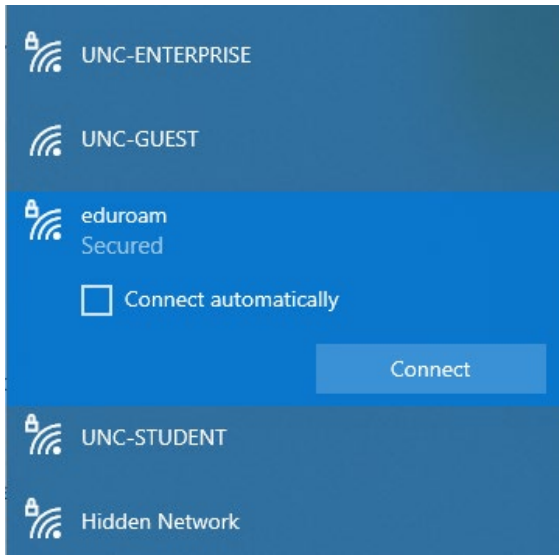 UNC-ENTERPRISE
UNC-GUEST
eduroam
Secured
Connect automatically
Connect
UNC-STUDENT
Hidden Network